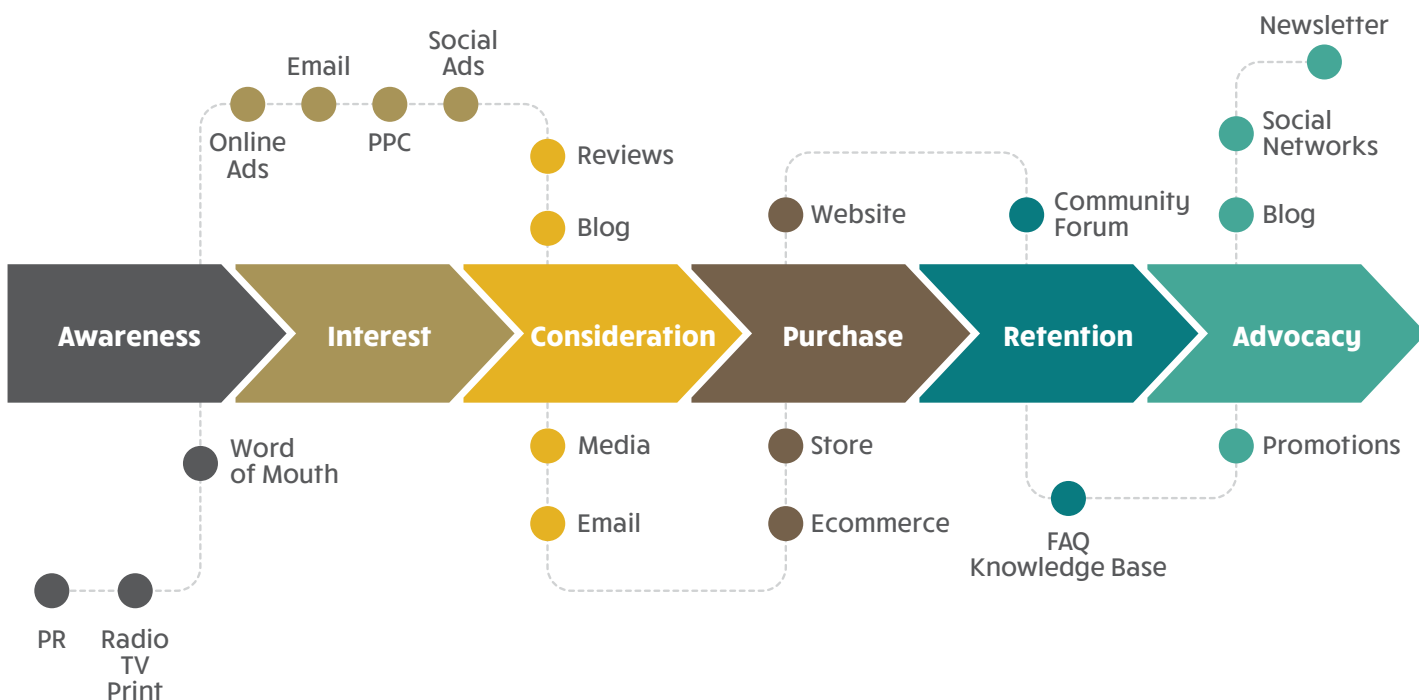 Newsletter
Social
Ads
Email
Online
Ads
PPC
Reviews
Blog
Website
Community
Forum
Social
Networks
Blog
Awareness
Interest
Consideration
Purchase
Retention
Advocacy
Word
of Mouth
PR
Radio
TV
Print
Media
Email
Store
Ecommerce
FAQ
Knowledge Base
Promotions